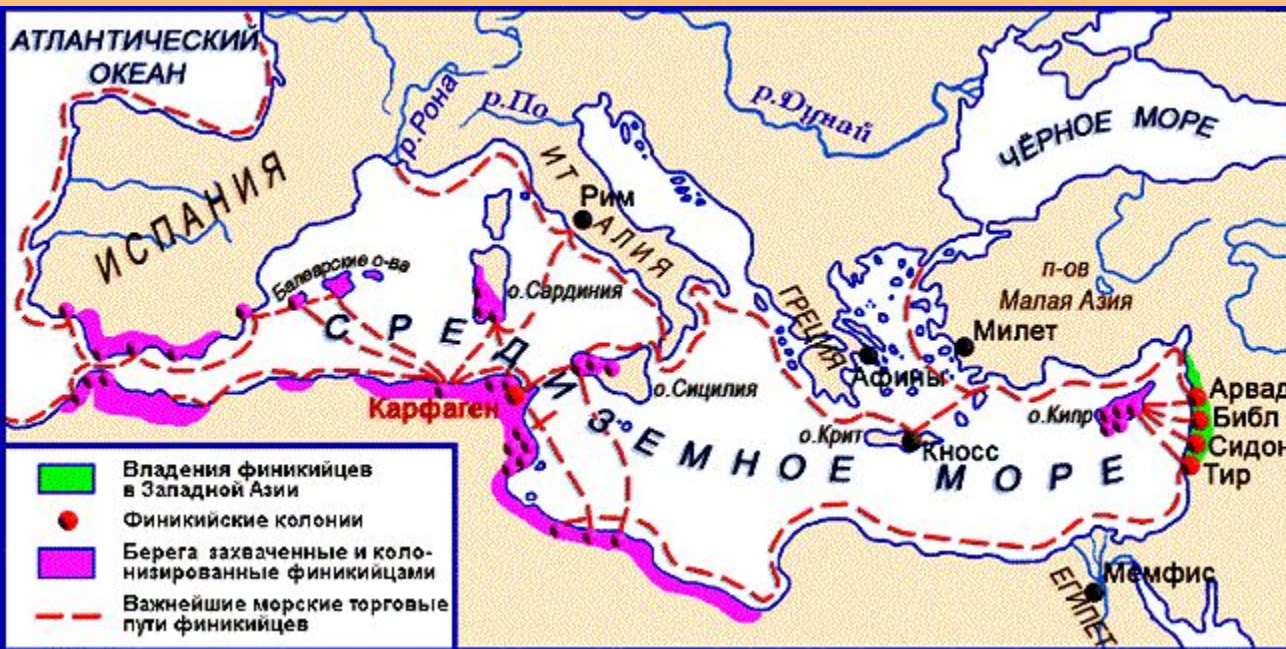 АТЛАНТИЧЕСКИЙ
ОКЕАН
р.Рона
р.По
р.Дунай
ЧЁРНОЕ МОРЕ
ИСПАНИЯ
ИТАЛИЯ
Рим
Балеарские о-ва
о.Сардиния
ГРЕЦИЯ
п-ов
Малая Азия
Милет
Афины
СРЕДИЗЕМНОЕ МОРЕ
Карфаген
о.Сицилия
о.Крит
Кносс
о.Кипр
Арвад
Библ
Сидон
Тир
Мемфис
ЕГИПЕТ
Владения финикийцев
в Западной Азии
Финикийские колонии
Берега захваченные и коло-
низированные финикийцами
Важнейшие морские торговые
пути финикийцев